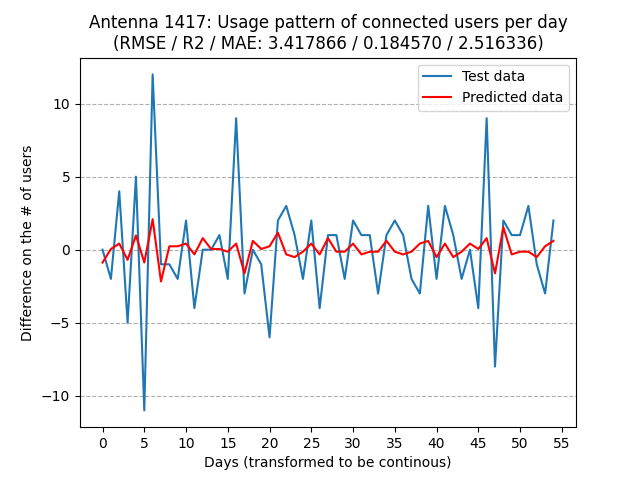 Antenna 1417: Usage pattern of connected users per day
(RMSE / R2 / MAE: 3.417866 / 0.184570 / 2.516336)
Test data
Predicted data
Difference on the # of users
10
5
0
−5
−10
0 5 10 15 20 25 30 35 40 45 50 55
Days (transformed to be continous)